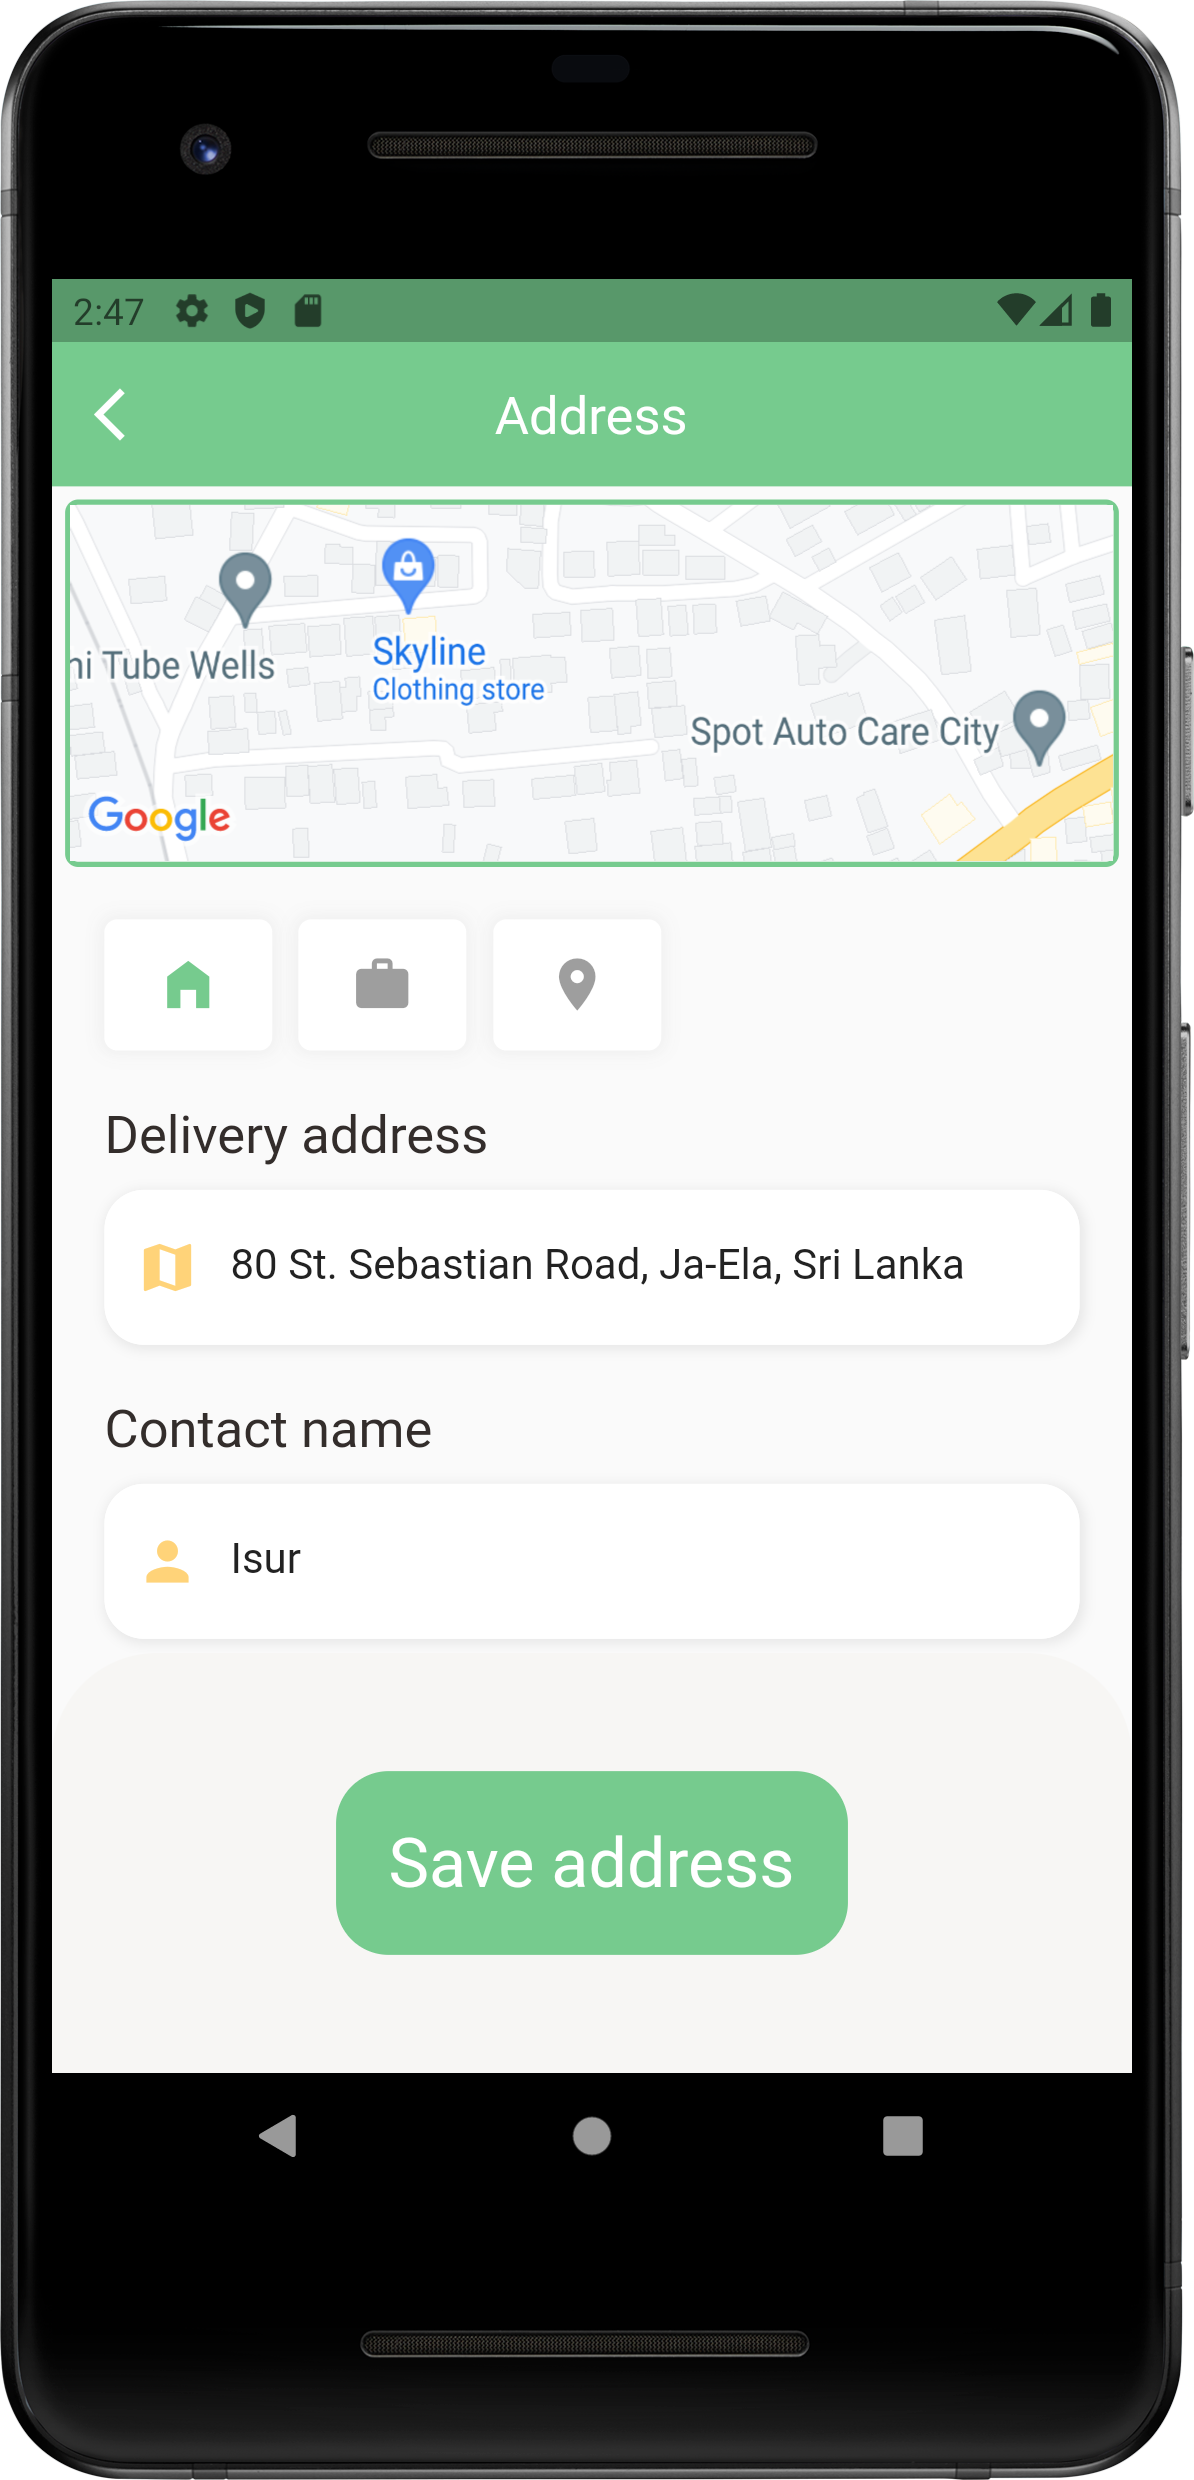 2:47
Address
Skyline
Clothing store
ni Tube Wells
Spot Auto Care City
Google
Delivery address
80 St. Sebastian Road, Ja-Ela, Sri Lanka
Contact name
Isur
Save address